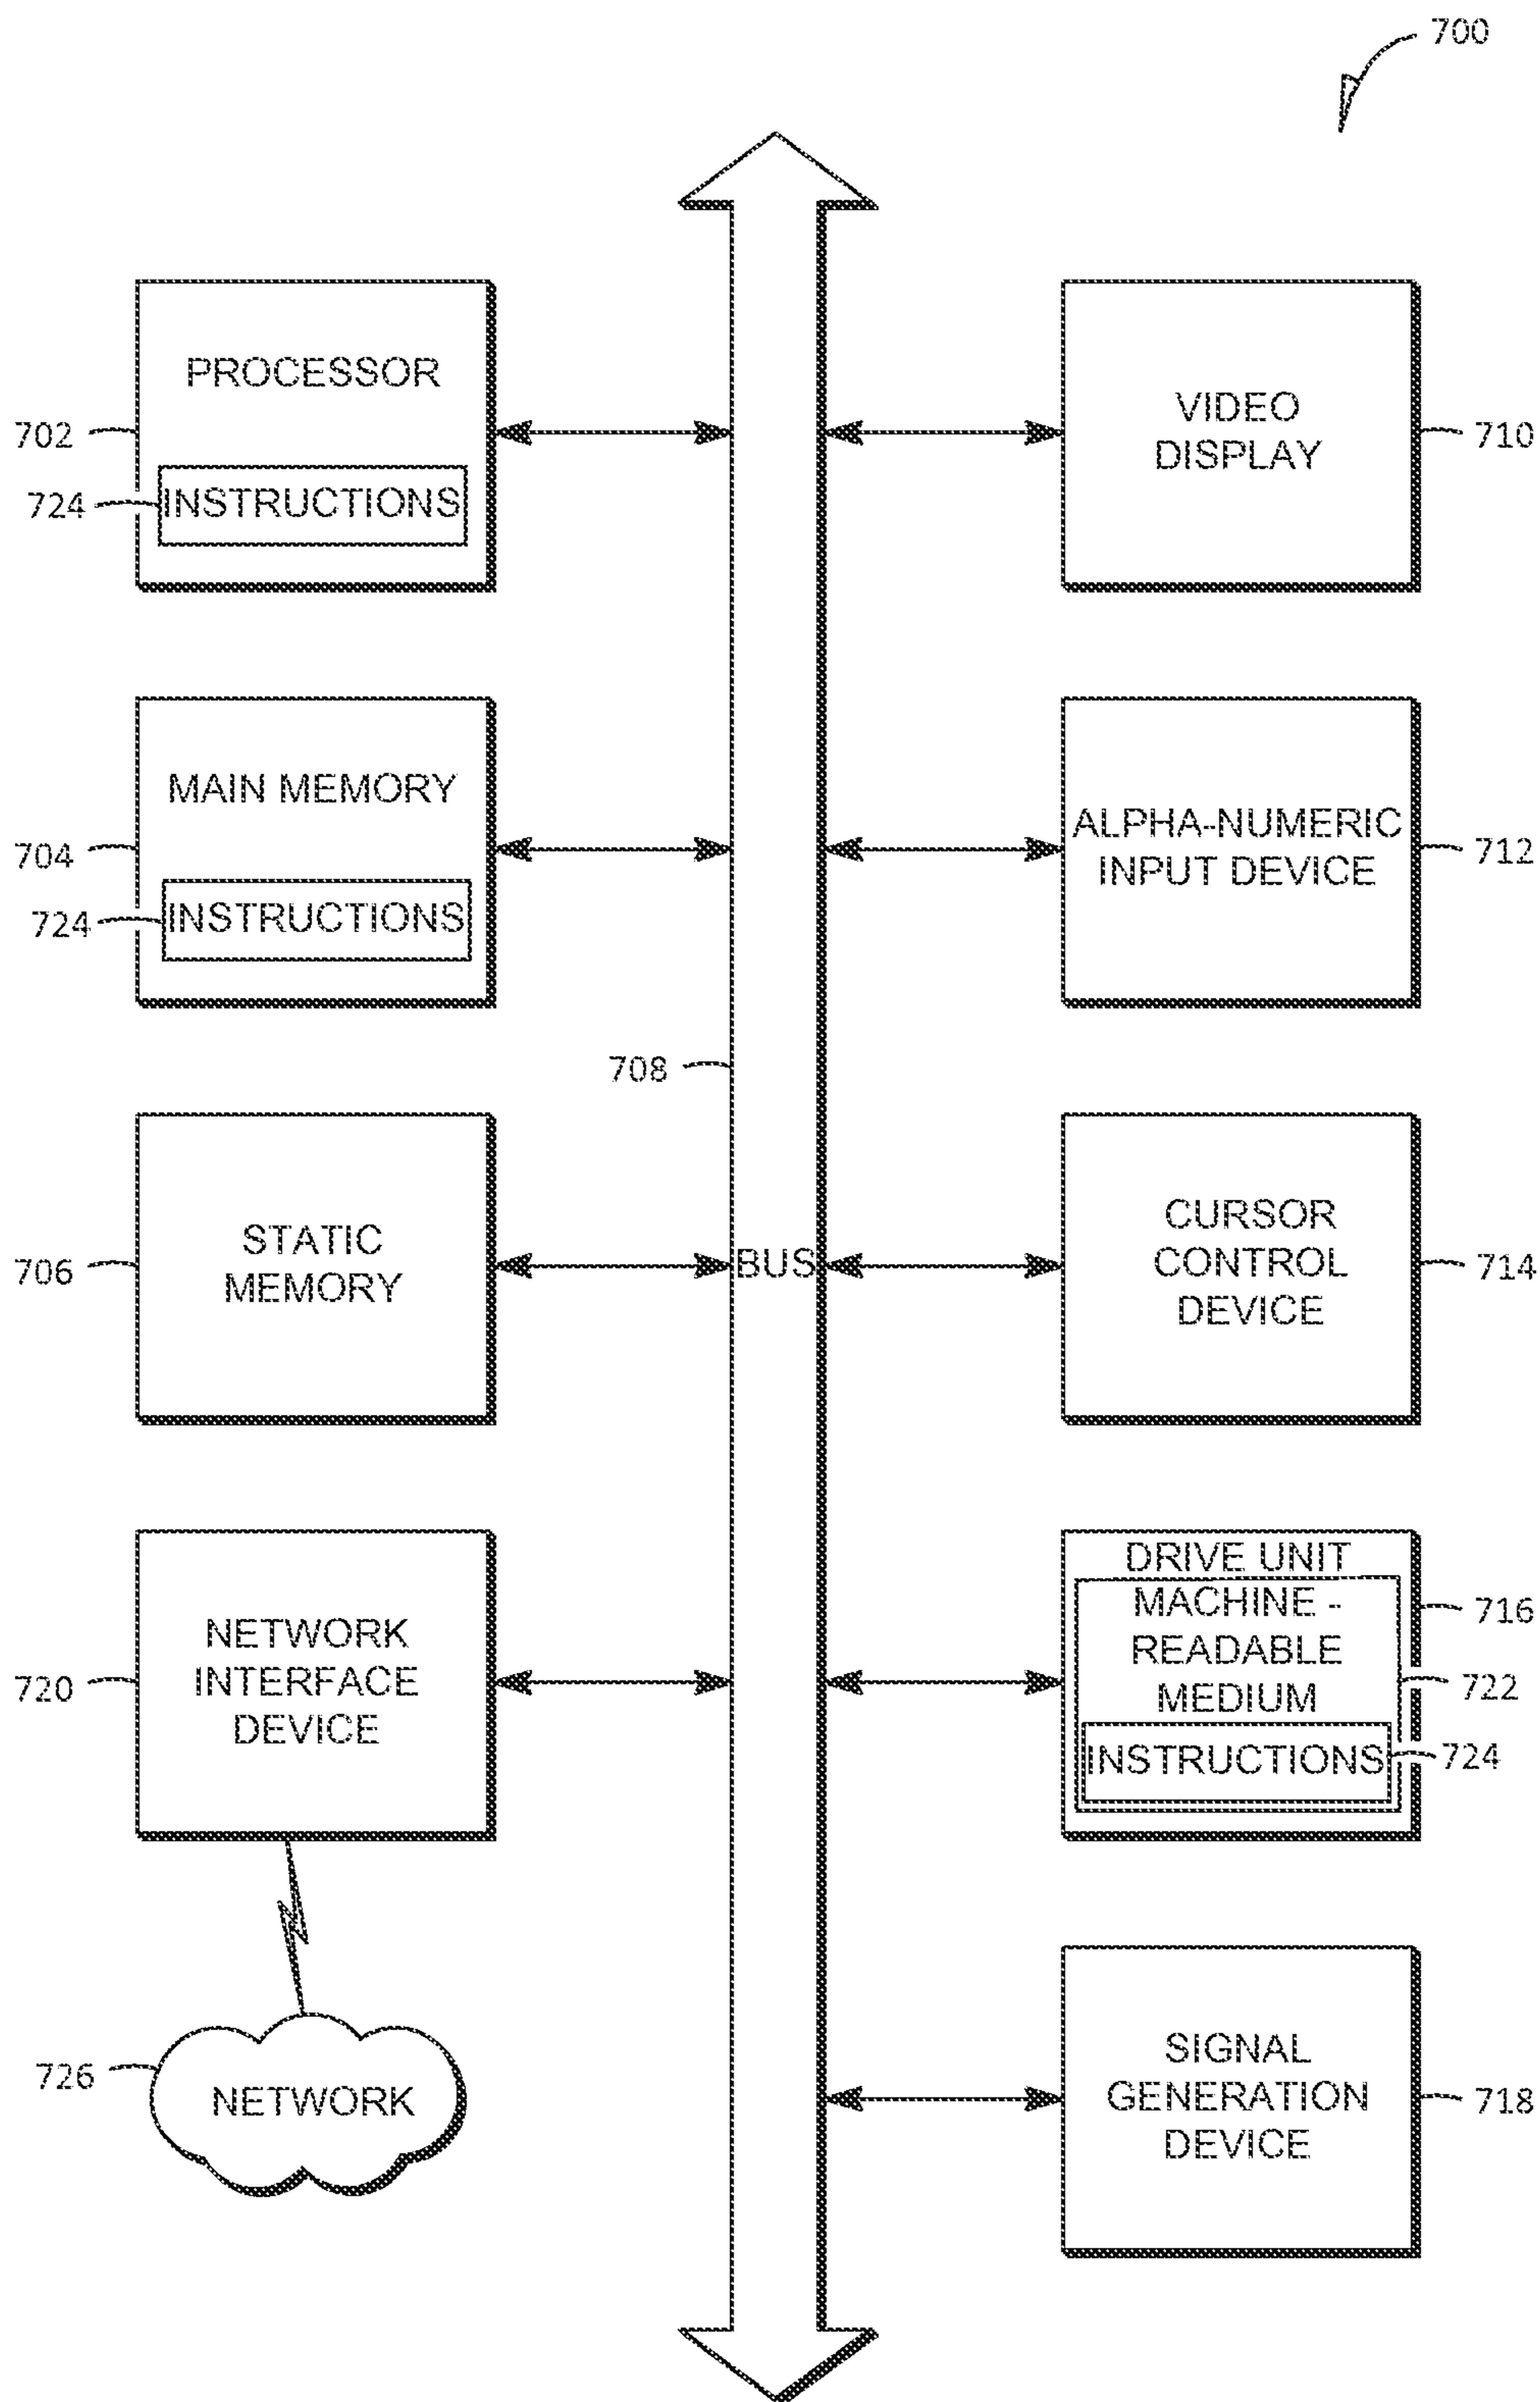 700
PROCESSOR
702
724
INSTRUCTIONS
VIDEO
DISPLAY
710
MAIN MEMORY
704
724
INSTRUCTIONS
ALPHA-NUMERIC
INPUT DEVICE
712
708
STATIC
MEMORY
706
BUS
CURSOR
CONTROL
DEVICE
714
NETWORK
INTERFACE
DEVICE
720
DRIVE UNIT
MACHINE -
READABLE
MEDIUM
716
722
INSTRUCTIONS
724
726
NETWORK
SIGNAL
GENERATION
DEVICE
718